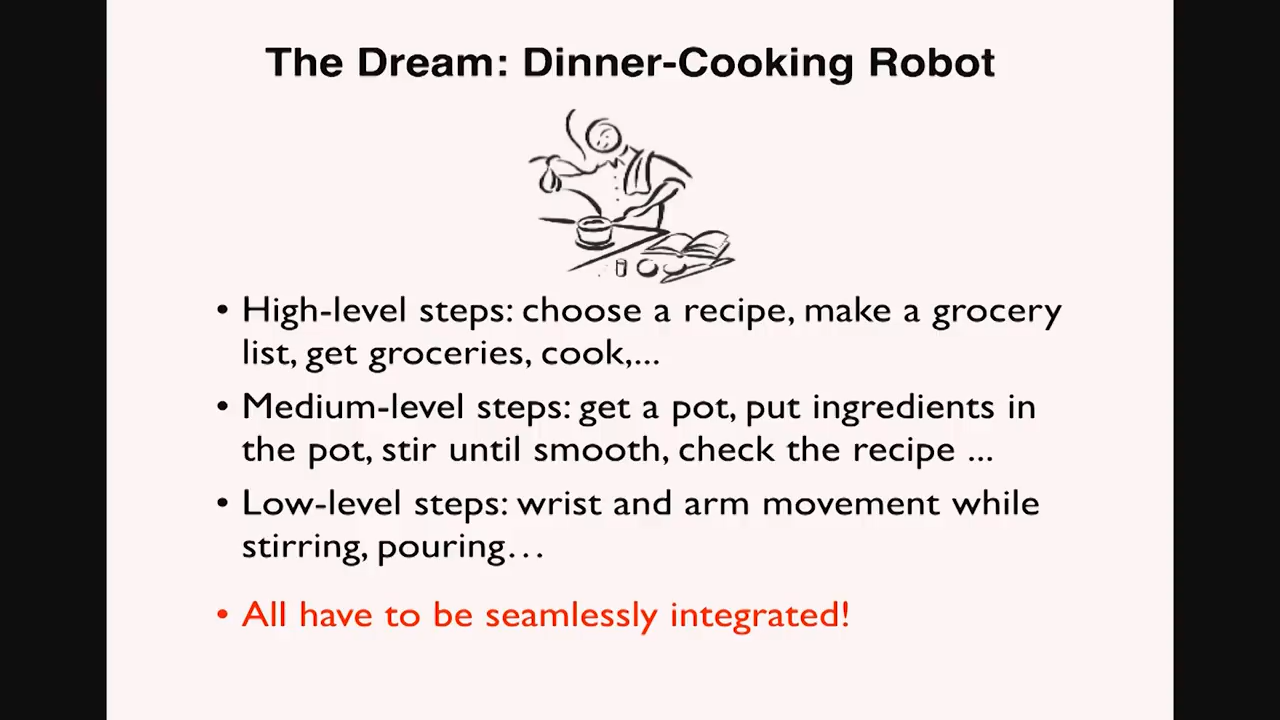 The Dream: Dinner-Cooking Robot
• High-level steps: choose a recipe, make a grocery
list, get groceries, cook,...
• Medium-level steps: get a pot, put ingredients in
the pot, stir until smooth, check the recipe ...
• Low-level steps: wrist and arm movement while
stirring, pouring…
• All have to be seamlessly integrated!